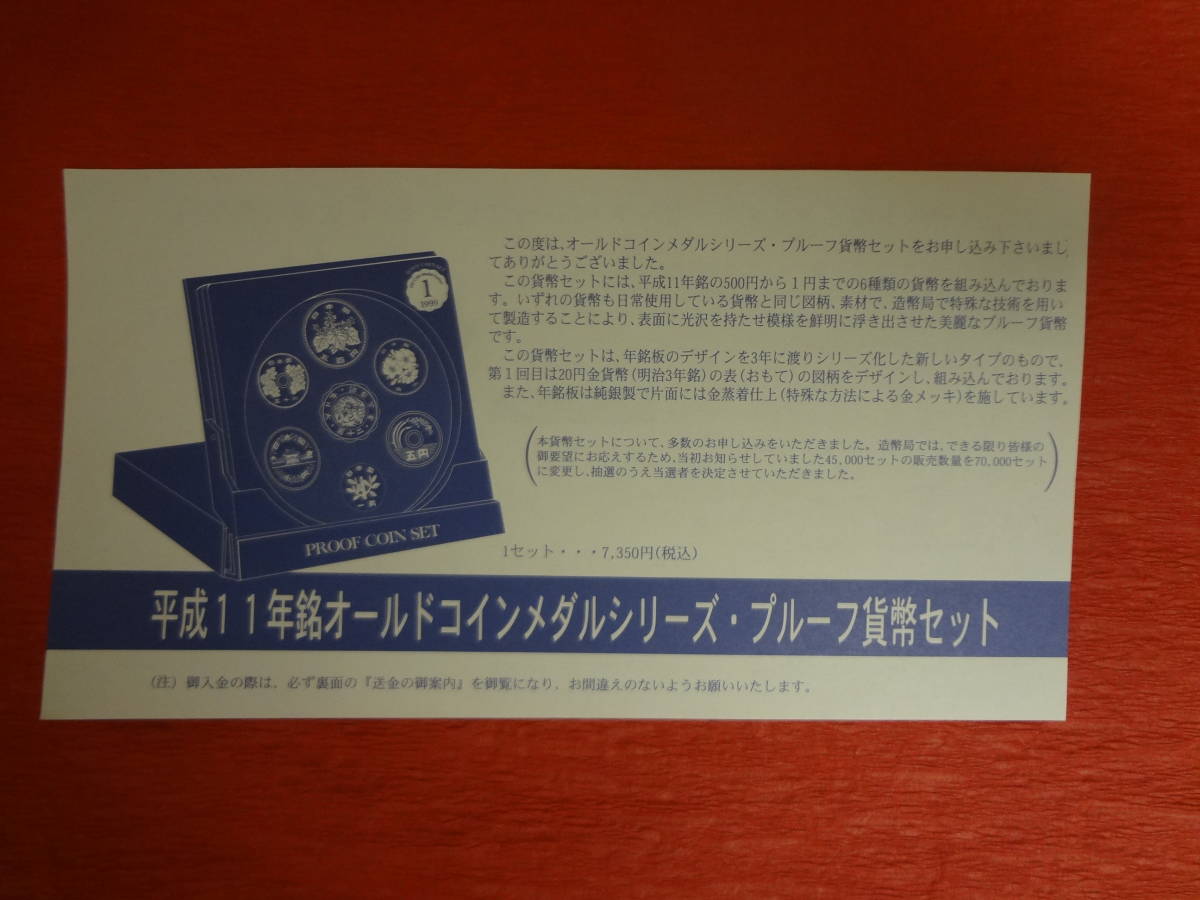 この度は、オールドコインメダルシリーズ・プルーフ貨幣セットをお申し込み下さいまし
てありがとうございました。
この貨幣セットには、平成11年銘の500円から1円までの6種類の貨幣を組み込んでおりま
す。いずれの貨幣も日常使用している貨幣と同じ図柄、素材で、造幣局で特殊な技術を用い
て製造することにより、表面に光沢を持たせ模様を鮮明に浮き出させた美麗なプルーフ貨幣
です。
この貨幣セットは、年銘板のデザインを3年に渡りシリーズ化した新しいタイプのもので、
第1回目は20円金貨幣(明治3年銘)の表(おもて)の図柄をデザインし、組み込んでおります。
また、年銘板は純銀製で片面には金蒸着仕上(特殊な方法による金メッキ)を施しています。
本貨幣セットについて、多数のお申し込みをいただきました。造幣局では、できる限り皆様の
御要望にお応えするため、当初お知らせしていました45,000セットの販売数量を70,000セット
に変更し、抽選のうえ当選者を決定させていただきました。
1セット・・・7,350円(税込)
1
1999
五円
PROOF COIN SET
平成11年銘オールドコインメダルシリーズ・プルーフ貨幣セット
(注) 御入金の際は、必ず裏面の『送金の御案内』を御覧になり、お間違えのないようお願いいたします。